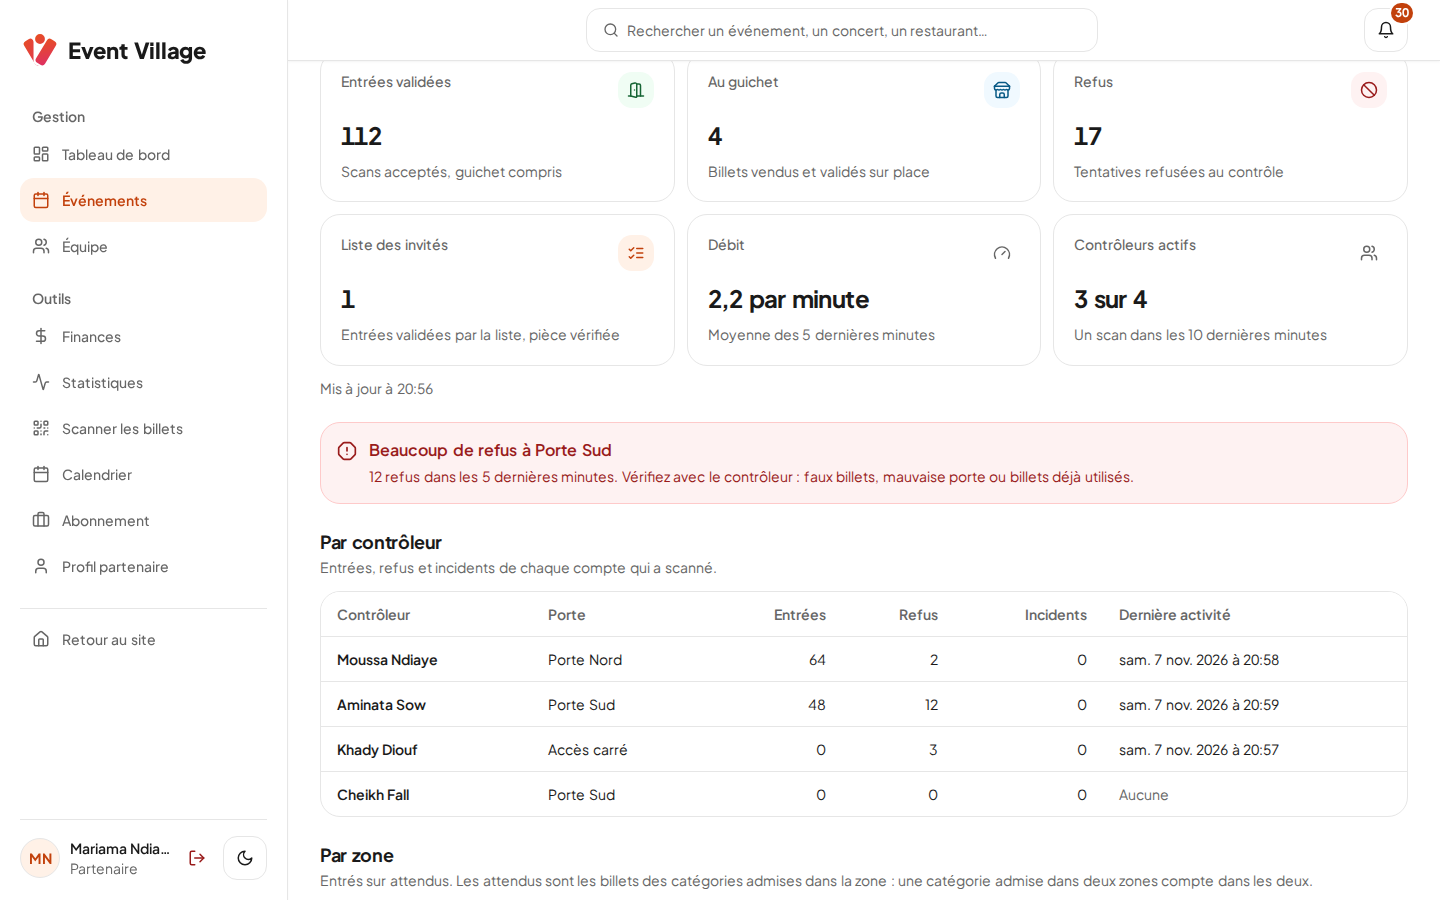 Event Village
Rechercher un événement, un concert, un restaurant...
30
Gestion
Tableau de bord
Événements
Équipe
Outils
Finances
Statistiques
Scanner les billets
Calendrier
Abonnement
Profil partenaire
Retour au site
MN
Mariama Ndia...
Partenaire
Entrées validées
112
Scans acceptés, guichet compris
Au guichet
4
Billets vendus et validés sur place
Refus
17
Tentatives refusées au contrôle
Liste des invités
1
Entrées validées par la liste, pièce vérifiée
Débit
2,2 par minute
Moyenne des 5 dernières minutes
Contrôleurs actifs
3 sur 4
Un scan dans les 10 dernières minutes
Mis à jour à 20:56
Beaucoup de refus à Porte Sud
12 refus dans les 5 dernières minutes. Vérifiez avec le contrôleur : faux billets, mauvaise porte ou billets déjà utilisés.
Par contrôleur
Entrées, refus et incidents de chaque compte qui a scanné.
Contrôleur Porte Entrées Refus Incidents Dernière activité
Moussa Ndiaye Porte Nord 64 2 0 sam. 7 nov. 2026 à 20:58
Aminata Sow Porte Sud 48 12 0 sam. 7 nov. 2026 à 20:59
Khady Diouf Accès carré 0 3 0 sam. 7 nov. 2026 à 20:57
Cheikh Fall Porte Sud 0 0 0 Aucune
Par zone
Entrés sur attendus. Les attendus sont les billets des catégories admises dans la zone : une catégorie admise dans deux zones compte dans les deux.